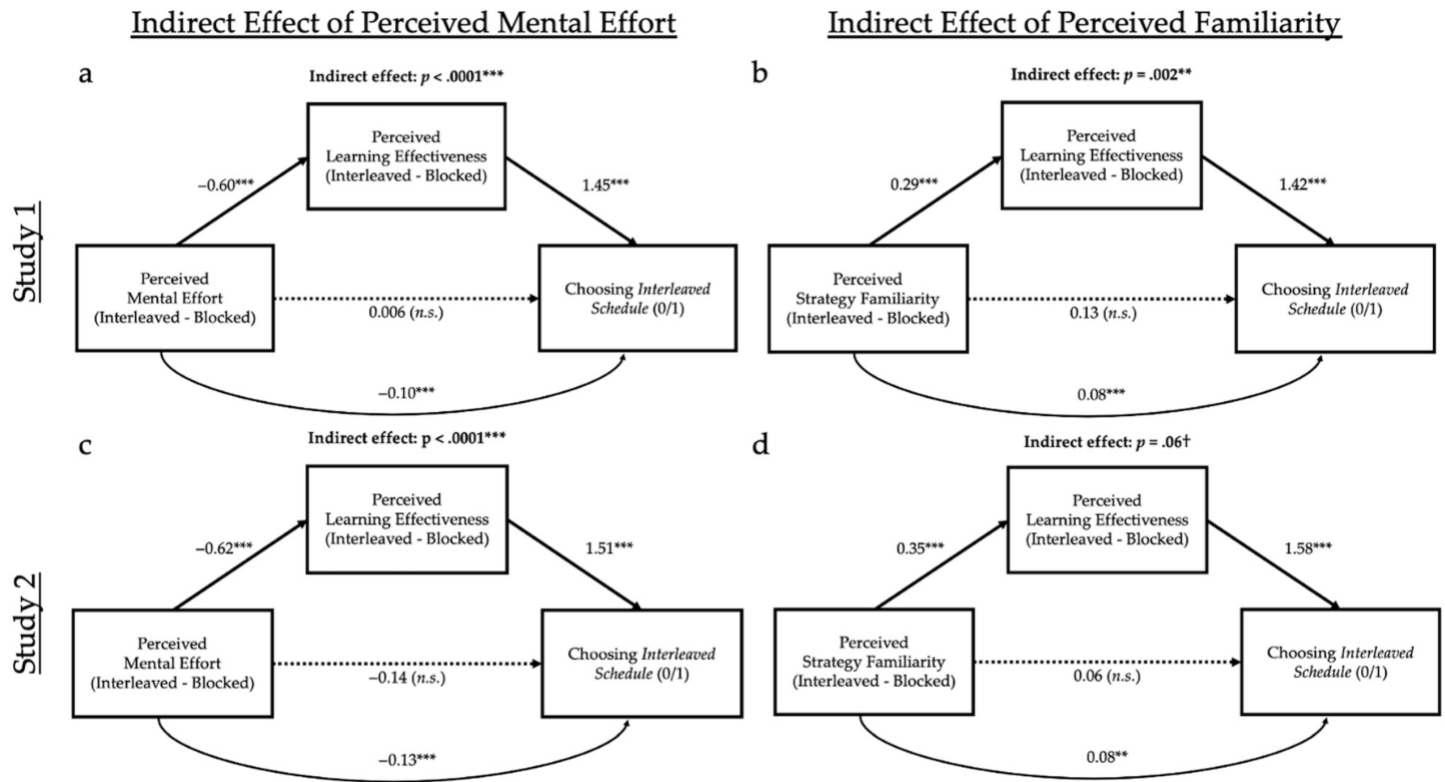 Indirect Effect of Perceived Mental Effort
Indirect Effect of Perceived Familiarity
Study 1
a
Indirect effect: p < .0001***
Perceived
Learning Effectiveness
(Interleaved - Blocked)
−0.60***
1.45***
Perceived
Mental Effort
(Interleaved - Blocked)
0.006 (n.s.)
Choosing Interleaved
Schedule (0/1)
−0.10***
b
Indirect effect: p = .002**
Perceived
Learning Effectiveness
(Interleaved - Blocked)
0.29***
1.42***
Perceived
Strategy Familiarity
(Interleaved - Blocked)
0.13 (n.s.)
Choosing Interleaved
Schedule (0/1)
0.08***
Study 2
c
Indirect effect: p < .0001***
Perceived
Learning Effectiveness
(Interleaved - Blocked)
−0.62***
1.51***
Perceived
Mental Effort
(Interleaved - Blocked)
−0.14 (n.s.)
Choosing Interleaved
Schedule (0/1)
−0.13***
d
Indirect effect: p = .06†
Perceived
Learning Effectiveness
(Interleaved - Blocked)
0.35***
1.58***
Perceived
Strategy Familiarity
(Interleaved - Blocked)
0.06 (n.s.)
Choosing Interleaved
Schedule (0/1)
0.08**